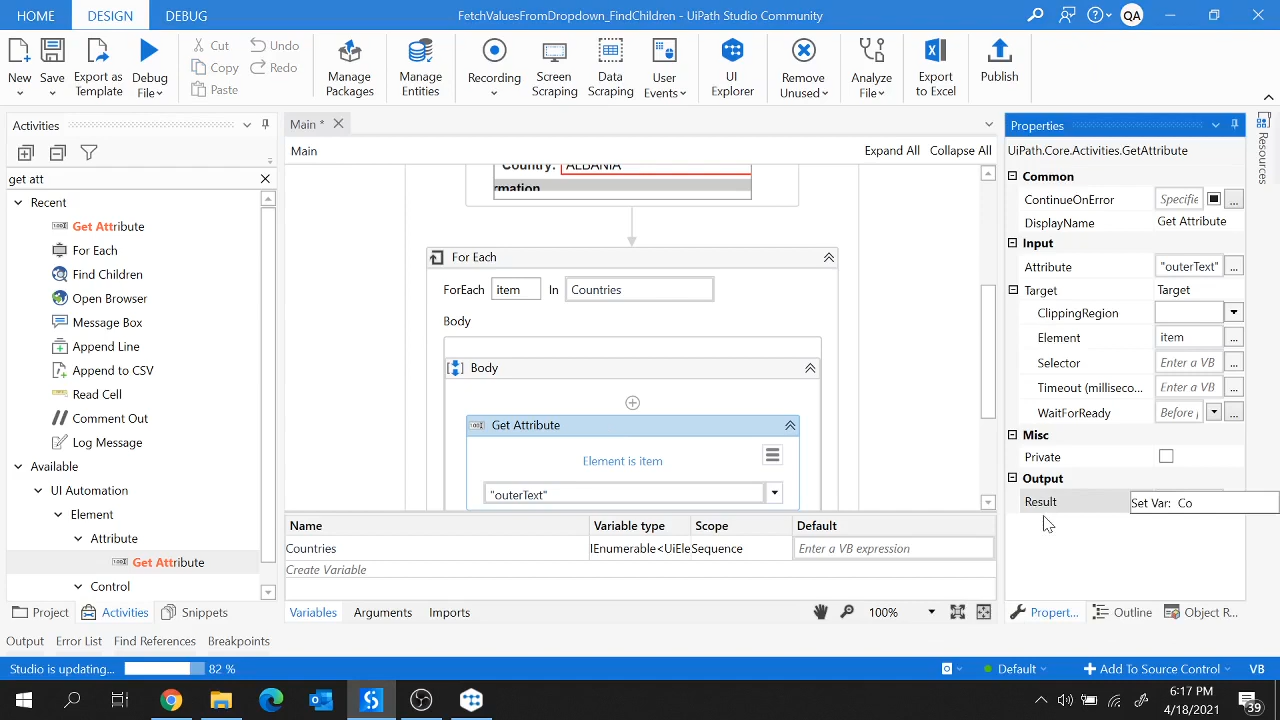 HOME
DESIGN
DEBUG
FetchValuesFromDropdown_FindChildren - UiPath Studio Community
QA
New
Save
Export as Template
Debug File
Cut
Copy
Paste
Undo
Redo
Manage Packages
Manage Entities
Recording
Screen Scraping
Data Scraping
User Events
UI Explorer
Remove Unused
Analyze File
Export to Excel
Publish
Activities
get att
Recent
Get Attribute
For Each
Find Children
Open Browser
Message Box
Append Line
Append to CSV
Read Cell
Comment Out
Log Message
Available
UI Automation
Element
Attribute
Get Attribute
Control
Project
Activities
Snippets
Main *
Main
Expand All
Collapse All
Country: ALBANIA
rmation
For Each
ForEach item In Countries
Body
Body
Get Attribute
Element is item
"outerText"
Name Variable type Scope Default
Countries IEnumerable<UiEle Sequence Enter a VB expression
Create Variable
Variables
Arguments
Imports
100%
Properties
UiPath.Core.Activities.GetAttribute
Common
ContinueOnError Specifie ...
DisplayName Get Attribute
Input
Attribute "outerText" ...
Target Target
ClippingRegion
Element item ...
Selector Enter a VB ...
Timeout (milliseco... Enter a VB ...
WaitForReady Before ...
Misc
Private
Output
Result Set Var: Co
Propert...
Outline
Object R...
Resources
Output
Error List
Find References
Breakpoints
Studio is updating... 82 %
Default
Add To Source Control
VB
6:17 PM
4/18/2021
39